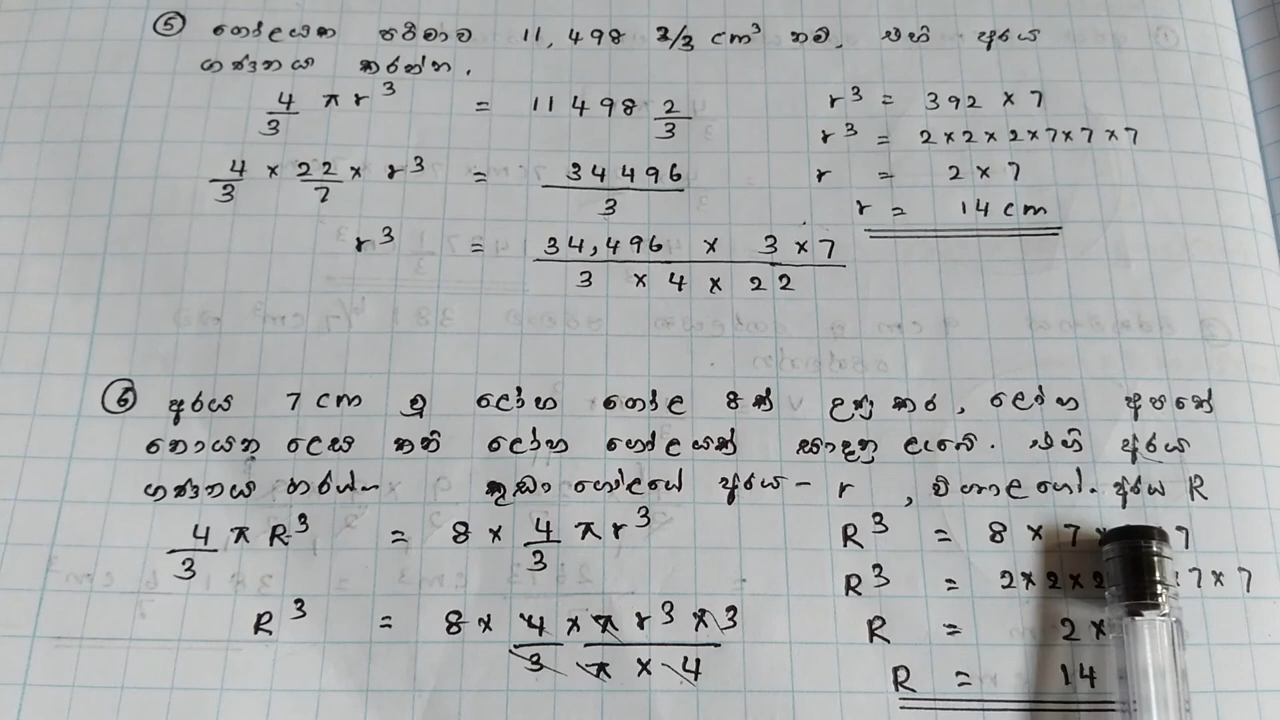 ⑤ ගෝලයක පරිමාව 11,498 2/3 cm³ නම්, එහි අරය
ගණනය කරන්න.
4/3 π r³ = 11498 2/3
4/3 × 22/7 × r³ = 34496/3
r³ = 34,496 × 3 × 7 / 3 × 4 × 22
r³ = 392 × 7
r³ = 2×2×2×7×7×7
r = 2 × 7
r = 14 cm
⑥ අරය 7 cm වූ ලෝහ ගෝල 8ක් උණු කර, ලෝහ අපතේ
නොයන ලෙස තනි ලෝහ ගෝලයක් සාදනු ලැබේ. එහි අරය
ගණනය කරන්න කුඩා ගෝලයේ අරය - r , විශාල ගෝ. අරය R
4/3 π R³ = 8 × 4/3 π r³
R³ = 8 × 4 × π r³ × 3 / 3 π × 4
R³ = 8 × 7 × 7
R³ = 2×2×2 7×7
R = 2×
R = 14